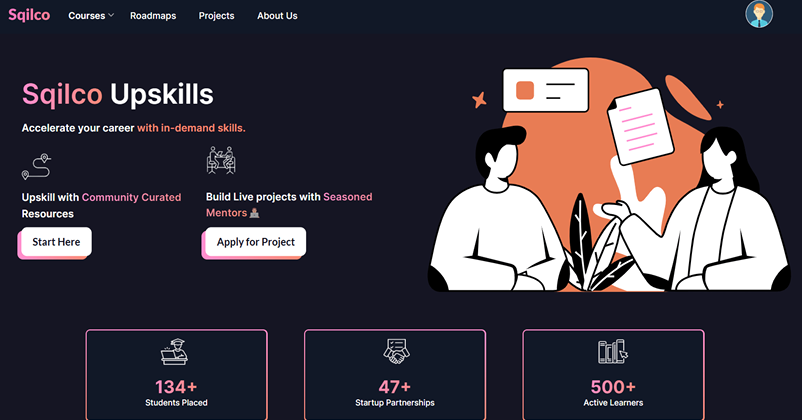 Sqilco
Courses
Roadmaps
Projects
About Us
Sqilco Upskills
Accelerate your career with in-demand skills.
Upskill with Community Curated
Resources
Start Here
Build Live projects with Seasoned
Mentors
Apply for Project
134+
Students Placed
47+
Startup Partnerships
500+
Active Learners